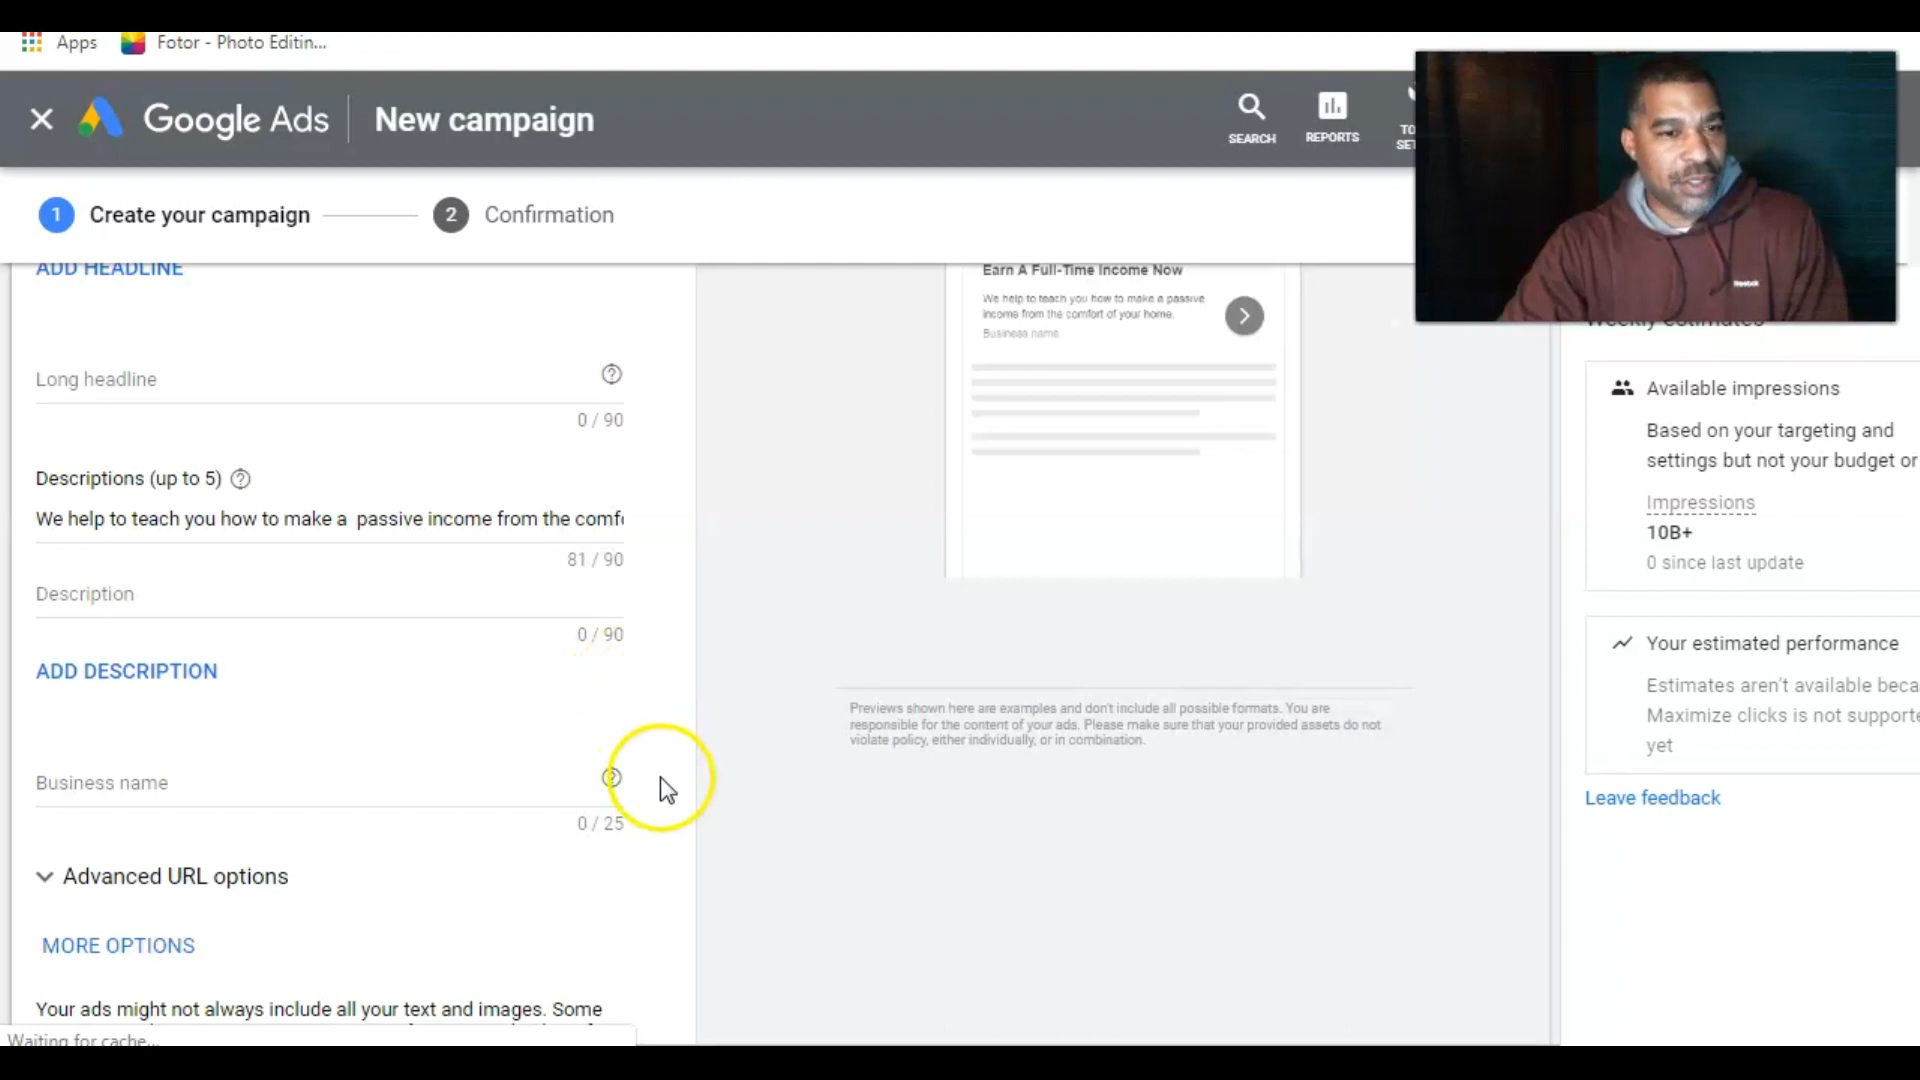 Apps
Fotor - Photo Editin...
Google Ads
New campaign
SEARCH
REPORTS
TO
SET
1 Create your campaign
2 Confirmation
ADD HEADLINE
Long headline
0 / 90
Descriptions (up to 5)
We help to teach you how to make a passive income from the comf
81 / 90
Description
0 / 90
ADD DESCRIPTION
Business name
0 / 25
Advanced URL options
MORE OPTIONS
Your ads might not always include all your text and images. Some
Waiting for cache...
Earn A Full-Time Income Now
We help to teach you how to make a passive
income from the comfort of your home.
Business name
Previews shown here are examples and don't include all possible formats. You are
responsible for the content of your ads. Please make sure that your provided assets do not
violate policy, either individually, or in combination.
Reebok
Weekly estimates
Available impressions
Based on your targeting and
settings but not your budget or
Impressions
10B+
0 since last update
Your estimated performance
Estimates aren't available beca
Maximize clicks is not supporte
yet
Leave feedback